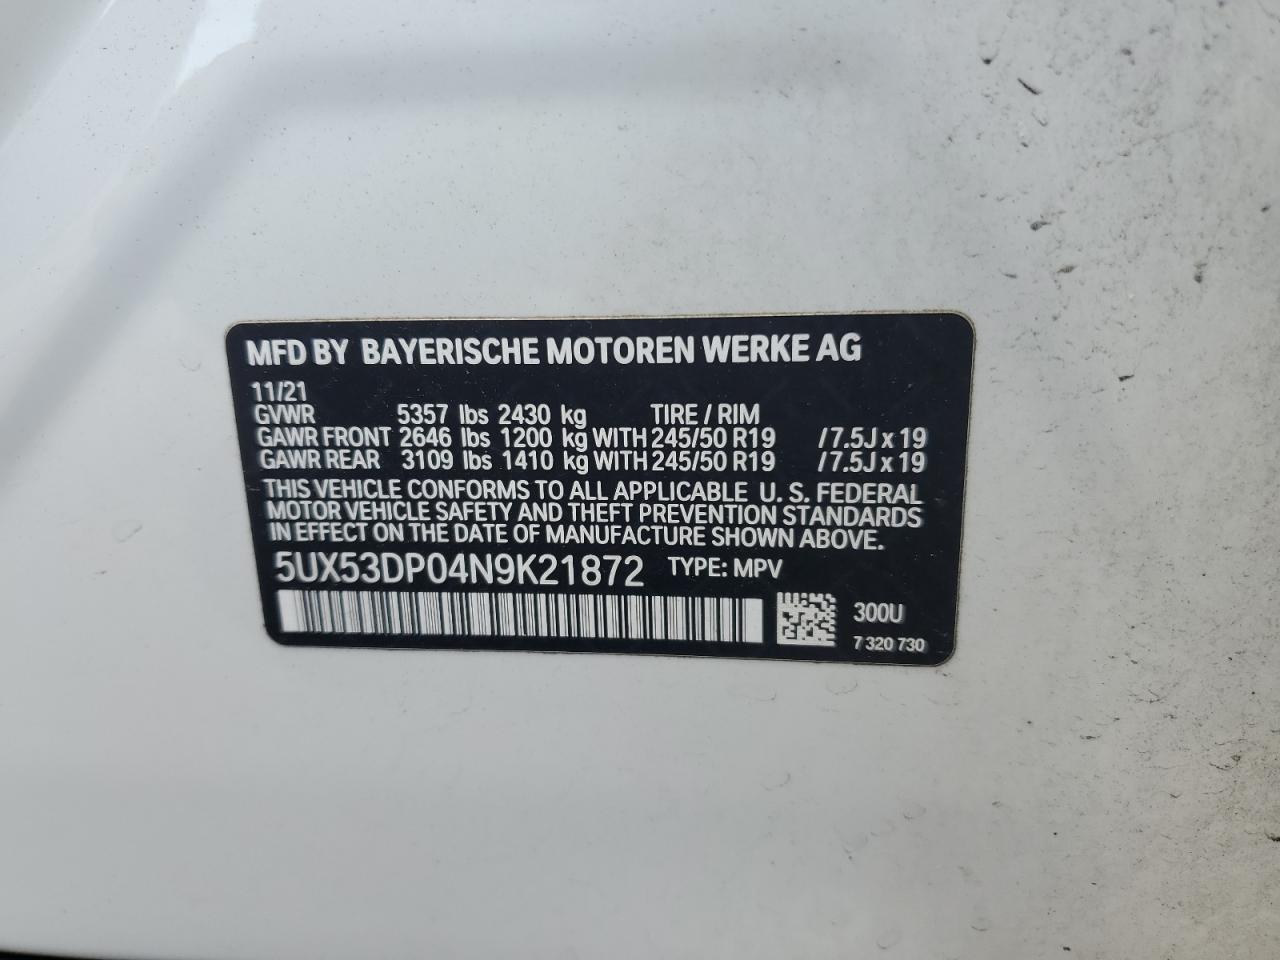 MFD BY BAYERISCHE MOTOREN WERKE AG
11/21
GVWR 5357 lbs 2430 kg TIRE / RIM
GAWR FRONT 2646 lbs 1200 kg WITH 245/50 R19 /7.5J x 19
GAWR REAR 3109 lbs 1410 kg WITH 245/50 R19 /7.5J x 19
THIS VEHICLE CONFORMS TO ALL APPLICABLE U. S. FEDERAL
MOTOR VEHICLE SAFETY AND THEFT PREVENTION STANDARDS
IN EFFECT ON THE DATE OF MANUFACTURE SHOWN ABOVE.
5UX53DP04N9K21872 TYPE: MPV
300U
7 320 730